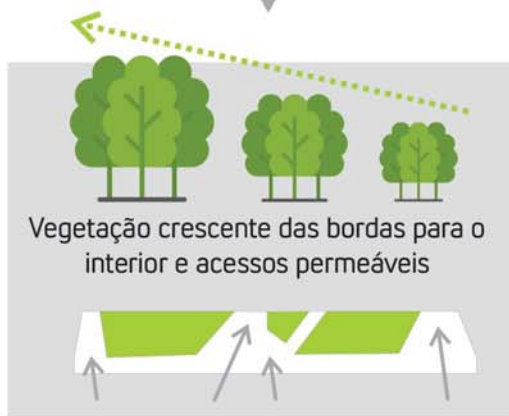 Vegetação crescente das bordas para o
interior e acessos permeáveis